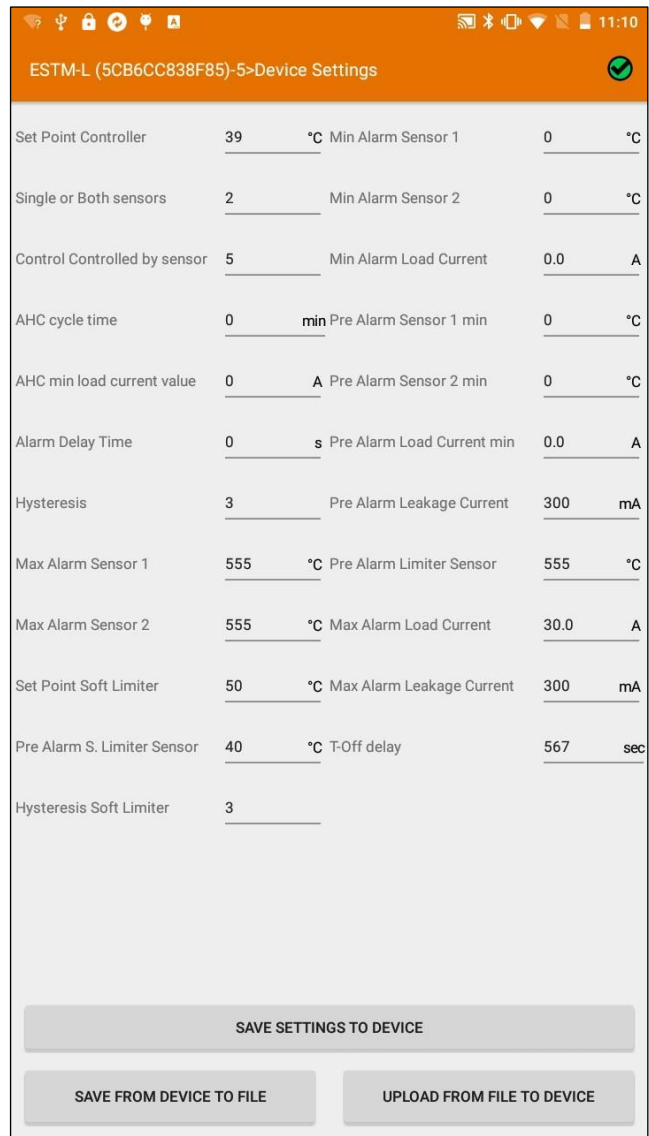 11:10
ESTM-L (5CB6CC838F85)-5>Device Settings
Set Point Controller 39 °C Min Alarm Sensor 1 0 °C
Single or Both sensors 2 Min Alarm Sensor 2 0 °C
Control Controlled by sensor 5 Min Alarm Load Current 0.0 A
AHC cycle time 0 min Pre Alarm Sensor 1 min 0 °C
AHC min load current value 0 A Pre Alarm Sensor 2 min 0 °C
Alarm Delay Time 0 s Pre Alarm Load Current min 0.0 A
Hysteresis 3 Pre Alarm Leakage Current 300 mA
Max Alarm Sensor 1 555 °C Pre Alarm Limiter Sensor 555 °C
Max Alarm Sensor 2 555 °C Max Alarm Load Current 30.0 A
Set Point Soft Limiter 50 °C Max Alarm Leakage Current 300 mA
Pre Alarm S. Limiter Sensor 40 °C T-Off delay 567 sec
Hysteresis Soft Limiter 3
SAVE SETTINGS TO DEVICE
SAVE FROM DEVICE TO FILE UPLOAD FROM FILE TO DEVICE